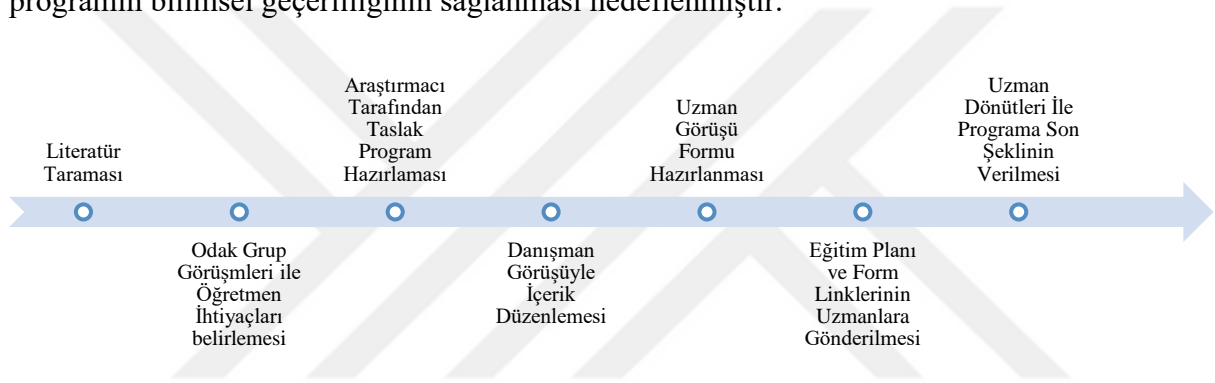 programın bilimsel geçerliliğinin sağlanması hedeflenmiştir.
Literatür
Taraması
Odak Grup
Görüşmleri ile
Öğretmen
İhtiyaçları
belirlemesi
Araştırmacı
Tarafından
Taslak
Program
Hazırlaması
Danışman
Görüşüyle
İçerik
Düzenlemesi
Uzman
Görüşü
Formu
Hazırlanması
Eğitim Planı
ve Form
Linklerinin
Uzmanlara
Gönderilmesi
Uzman
Dönütleri İle
Programa Son
Şeklinin
Verilmesi